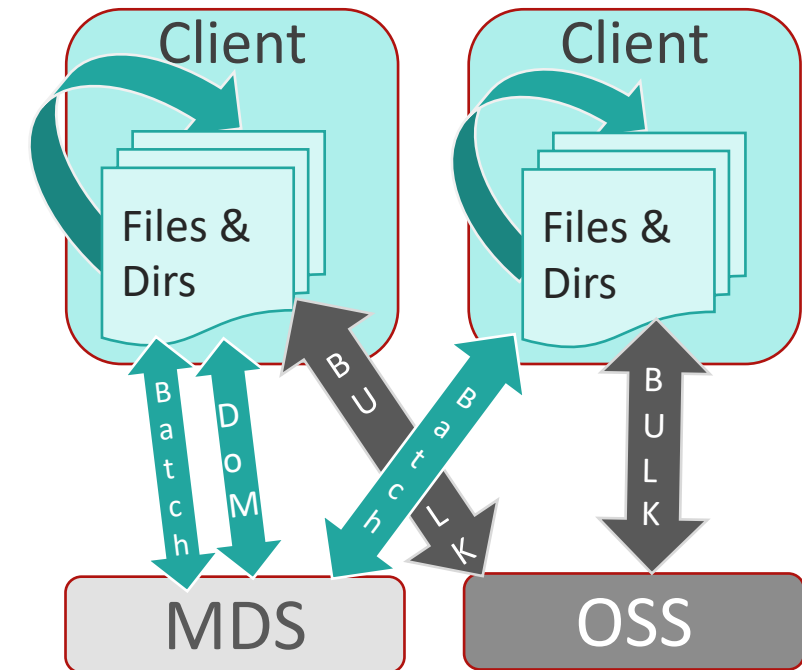 Client
Client
Files &
Dirs
Files &
Dirs
Batch
DoM
BULK
Batch
BULK
MDS
OSS